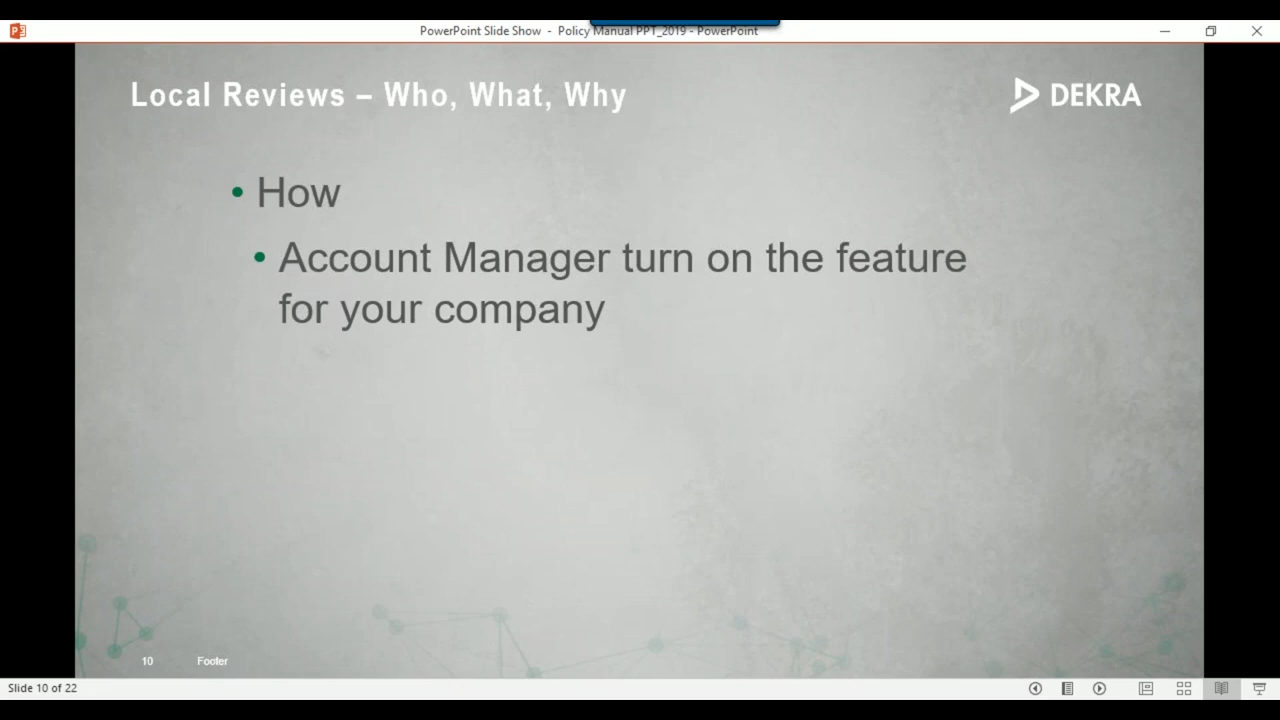 PowerPoint Slide Show - Policy Manual PPT_2019 - PowerPoint
Local Reviews – Who, What, Why
DEKRA
• How
• Account Manager turn on the feature
for your company
10 Footer
Slide 10 of 22